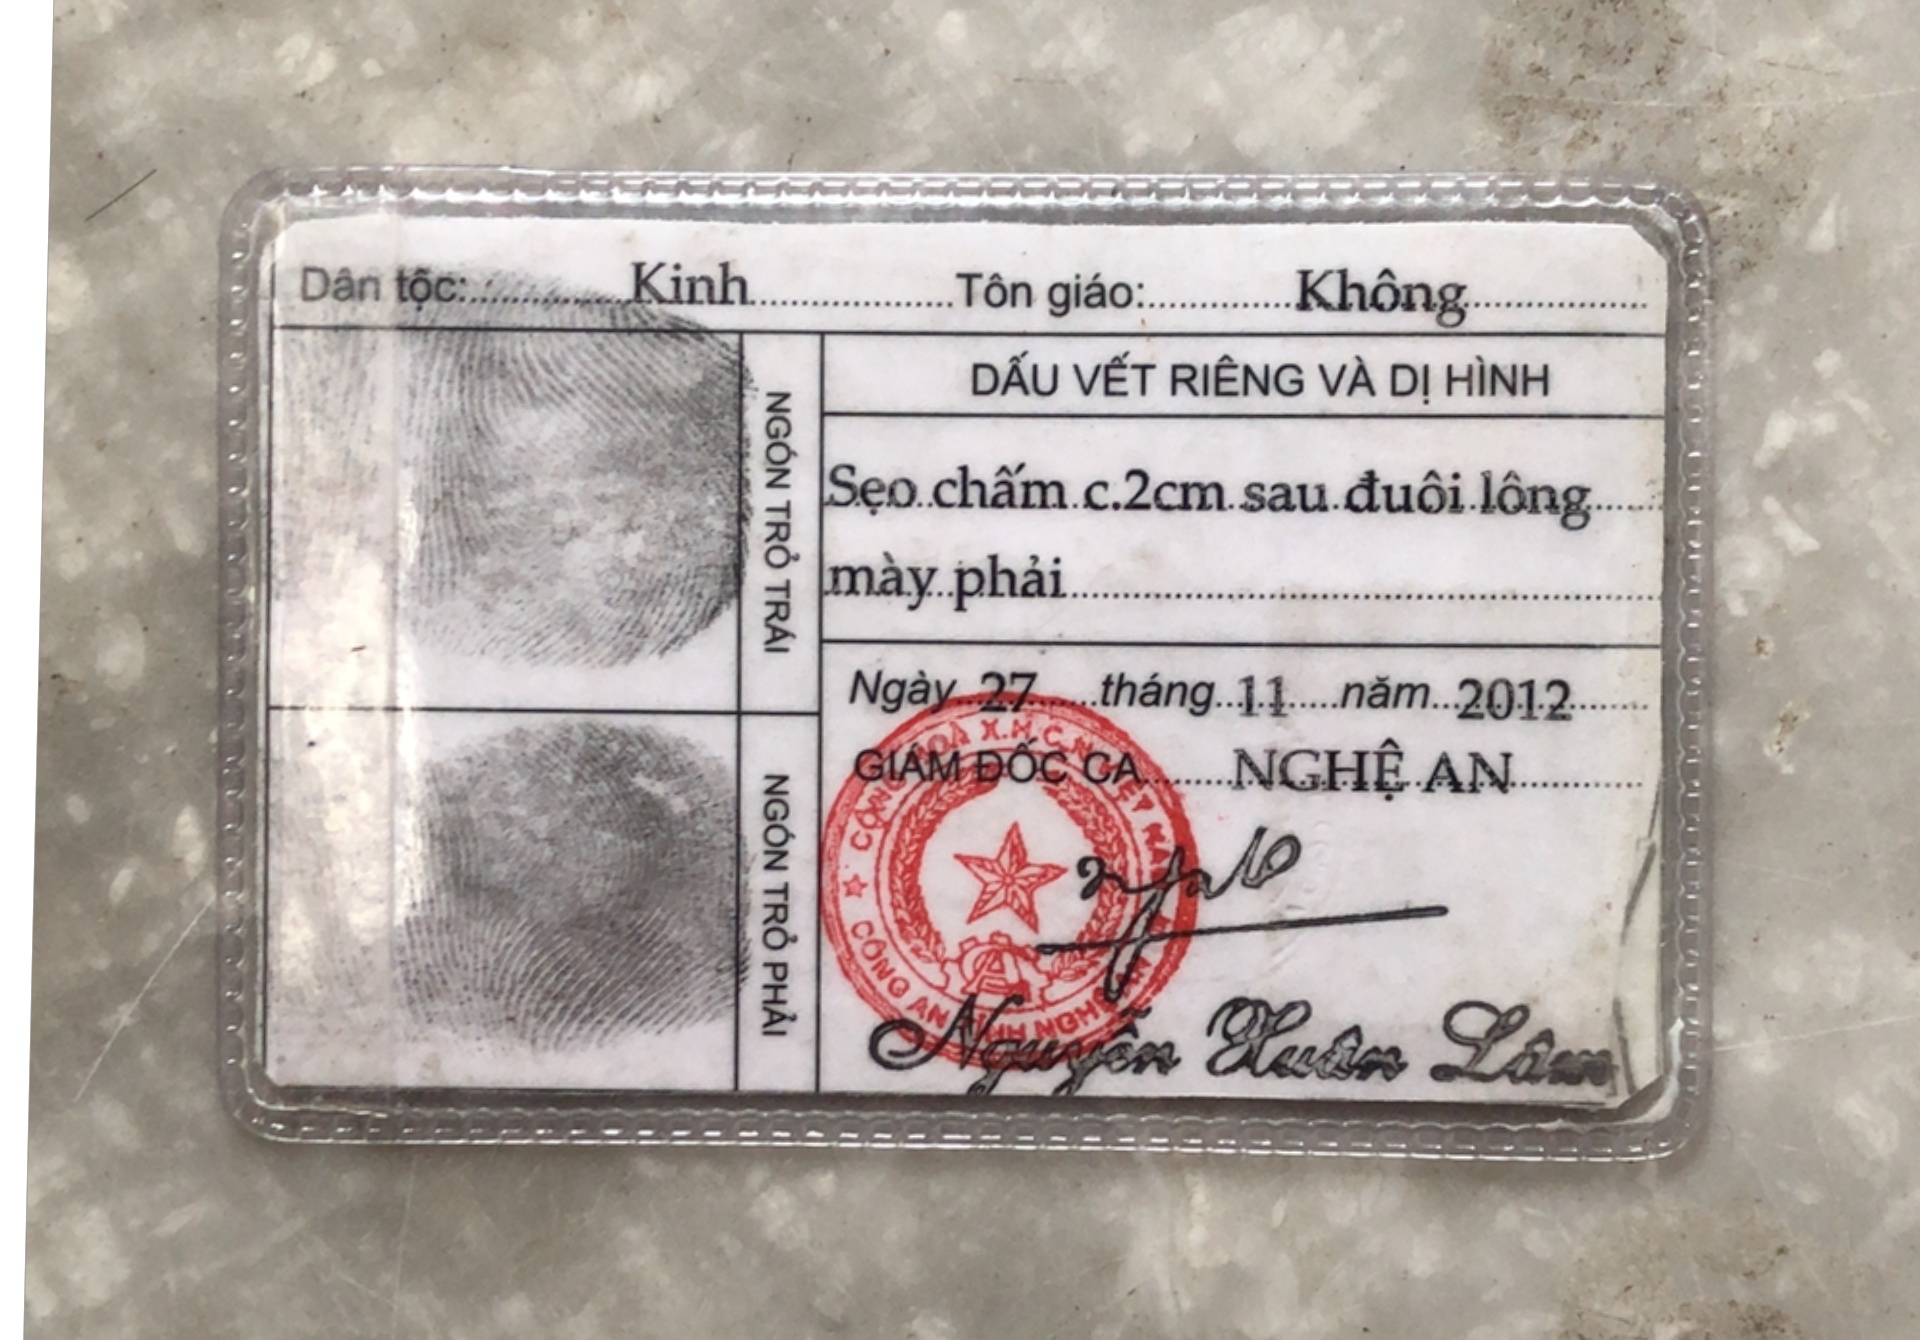 Dân tộc: Kinh Tôn giáo: Không
NGÓN TRỎ TRÁI
NGÓN TRỎ PHẢI
DẤU VẾT RIÊNG VÀ DỊ HÌNH
Sẹo chấm c.2cm sau đuôi lông
mày phải
Ngày 27 tháng 11 năm 2012
GIÁM ĐỐC CA NGHỆ AN
CỘNG HOÀ X.H.C.N VIỆT NAM
CÔNG AN TỈNH NGHỆ AN
Nguyễn Xuân Lâm